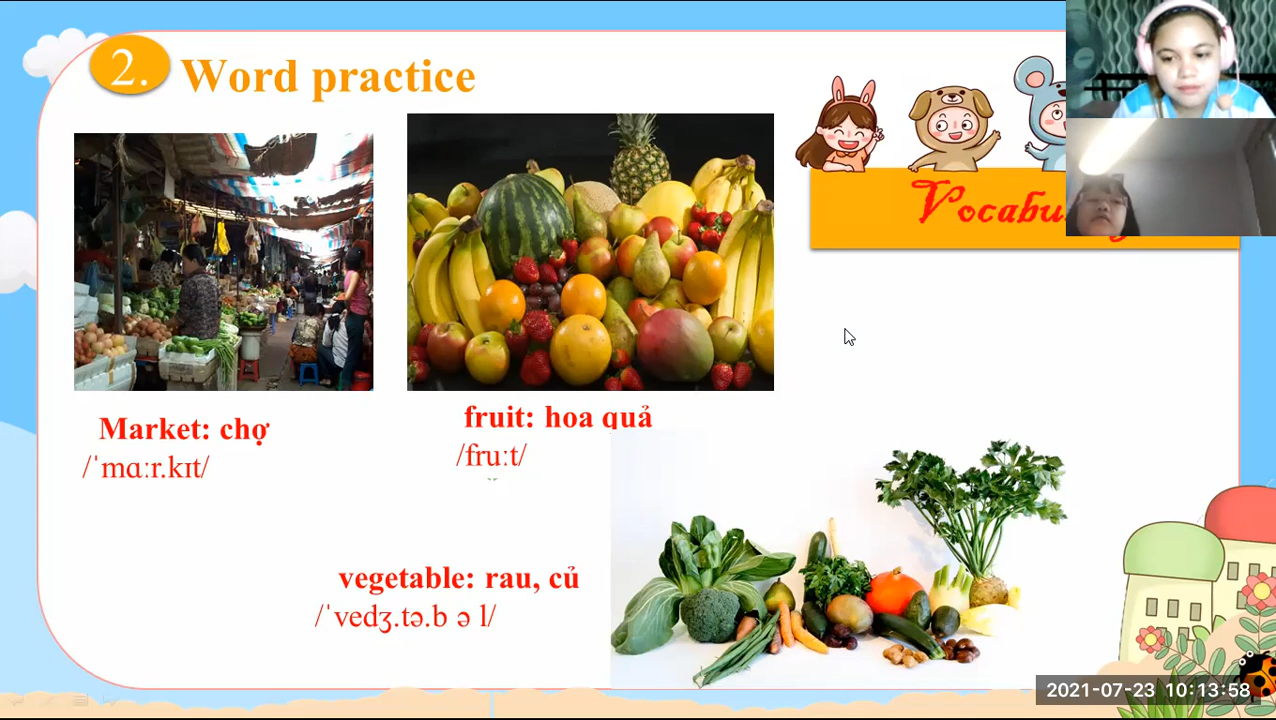 2. Word practice
Market: chợ
/ˈmɑːr.kɪt/
fruit: hoa quả
/fruːt/
vegetable: rau, củ
/ˈvedʒ.tə.b ə l/
2021-07-23 10:13:58